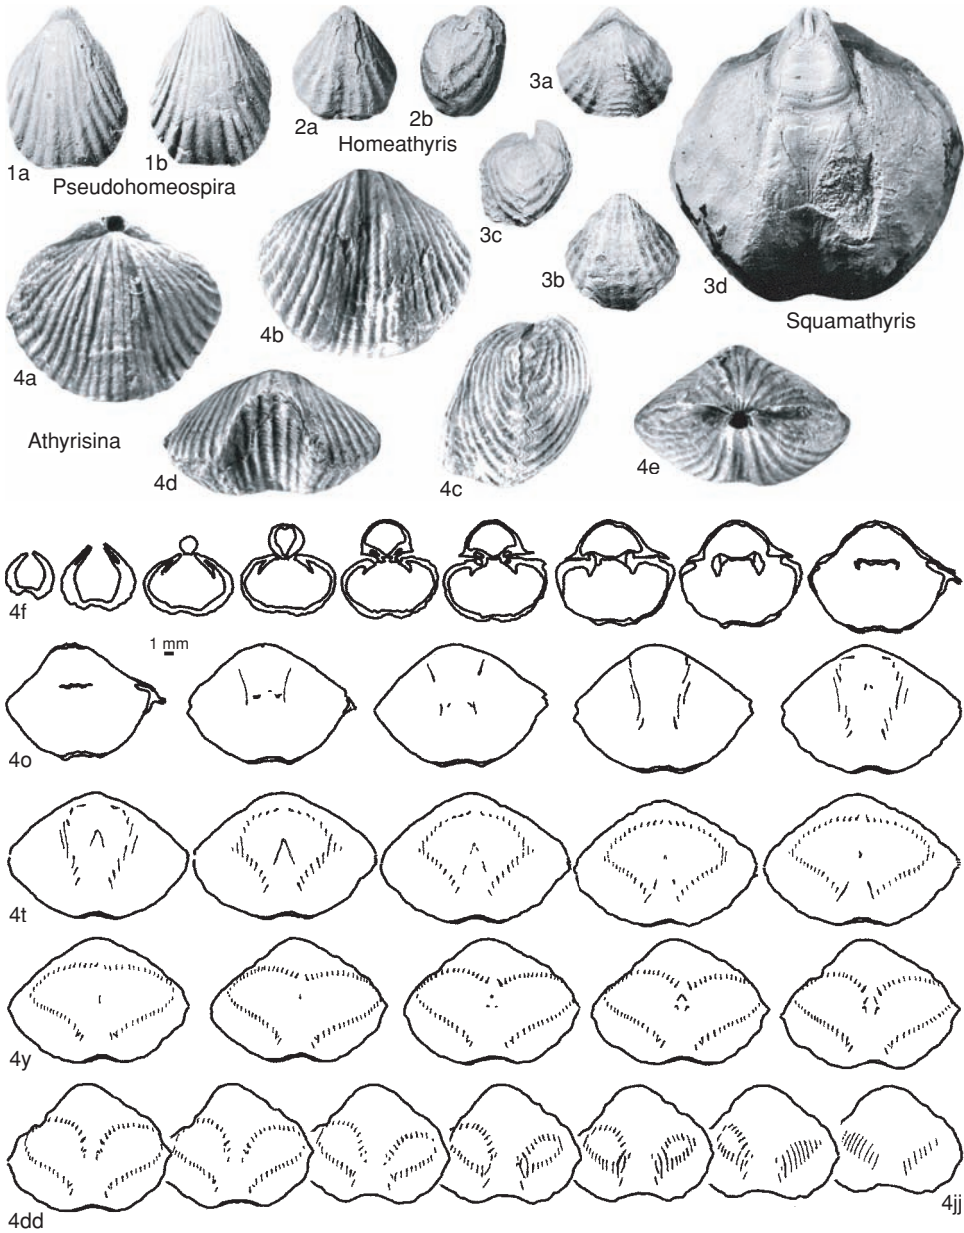 1a
1b
Pseudohomeospira
2a
2b
Homeathyris
3a
3c
3b
3d
Squamathyris
4a
4b
Athyrisina
4d
4c
4e
4f
1 mm
4o
4t
4y
4dd
4jj